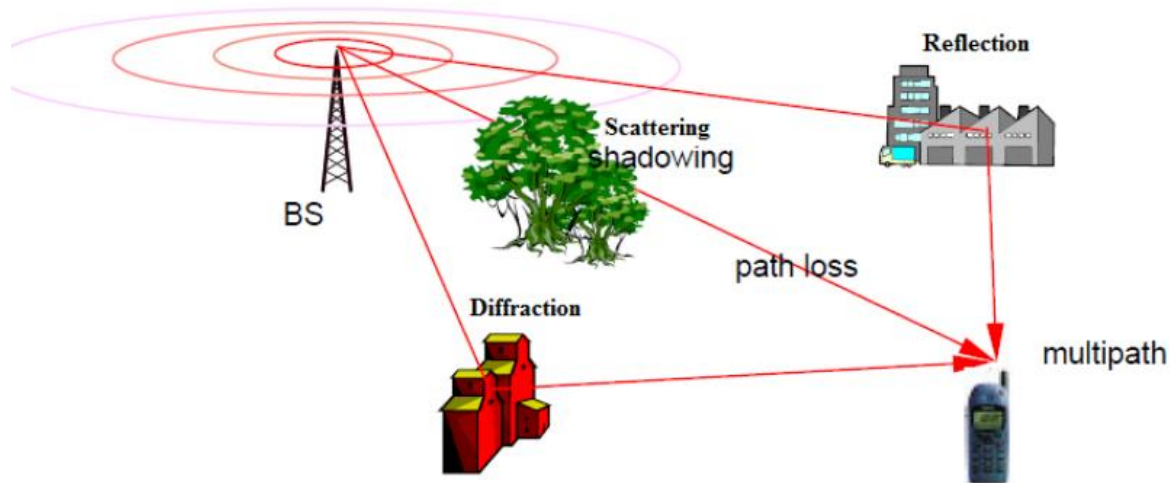 Reflection
Scattering
shadowing
BS
path loss
Diffraction
multipath